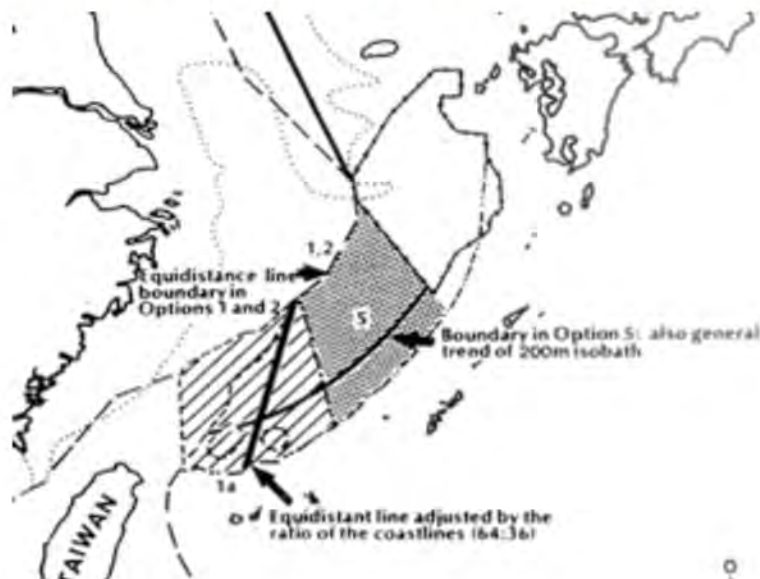 1,2
Equidistance line
boundary in
Options 1 and 2
5
Boundary in Option 5: also general
trend of 200m isobath
1a
Equidistant line adjusted by the
ratio of the coastlines (64:36)
TAIWAN